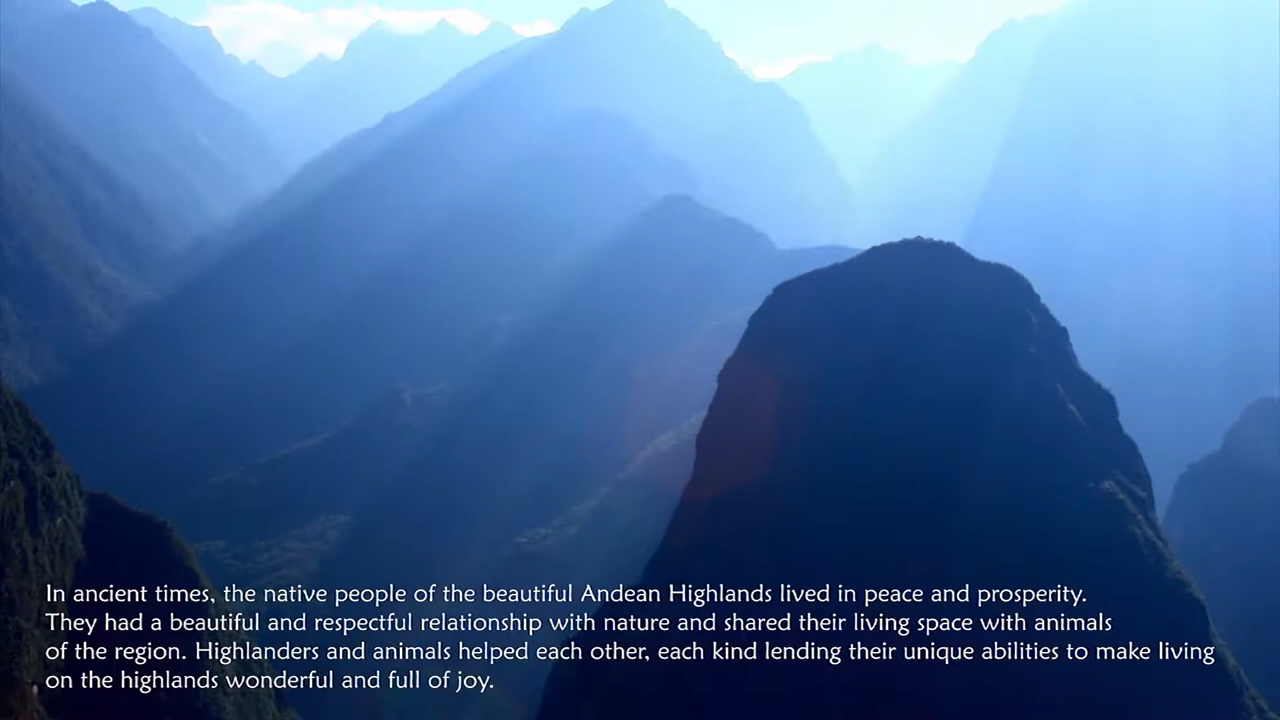 In ancient times, the native people of the beautiful Andean Highlands lived in peace and prosperity.
They had a beautiful and respectful relationship with nature and shared their living space with animals
of the region. Highlanders and animals helped each other, each kind lending their unique abilities to make living
on the highlands wonderful and full of joy.